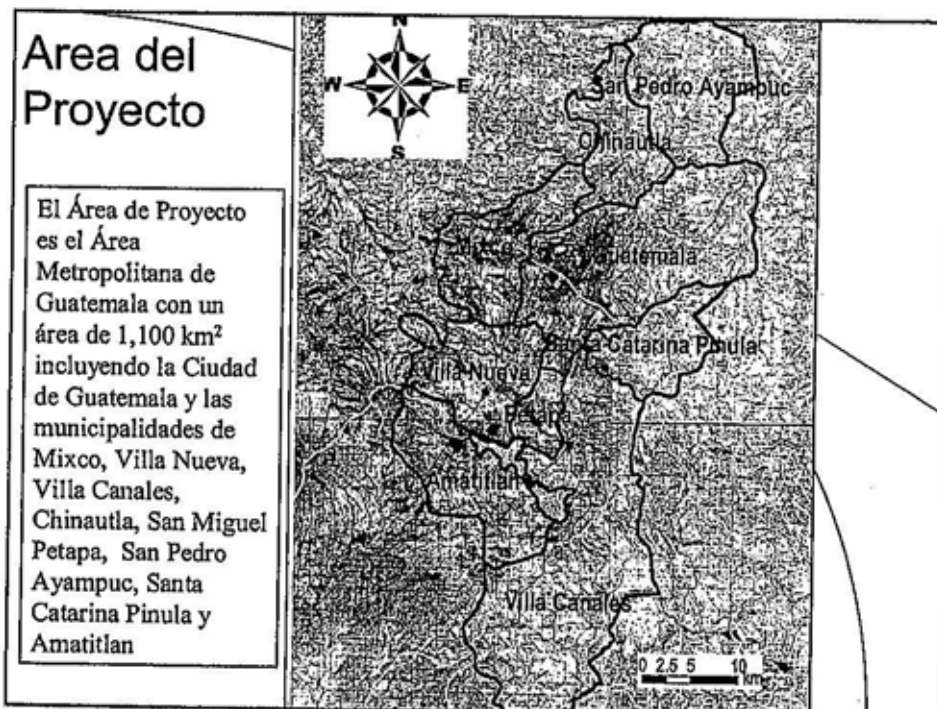 Area del
Proyecto
El Área de Proyecto
es el Área
Metropolitana de
Guatemala con un
área de 1,100 km²
incluyendo la Ciudad
de Guatemala y las
municipalidades de
Mixco, Villa Nueva,
Villa Canales,
Chinautla, San Miguel
Petapa, San Pedro
Ayampuc, Santa
Catarina Pinula y
Amatitlan
N
W E
S
San Pedro Ayampuc
Chinautla
Mixco
Guatemala
Santa Catarina Pinula
Villa Nueva
Petapa
Amatitlan
Villa Canales
0 2.5 5 10
km